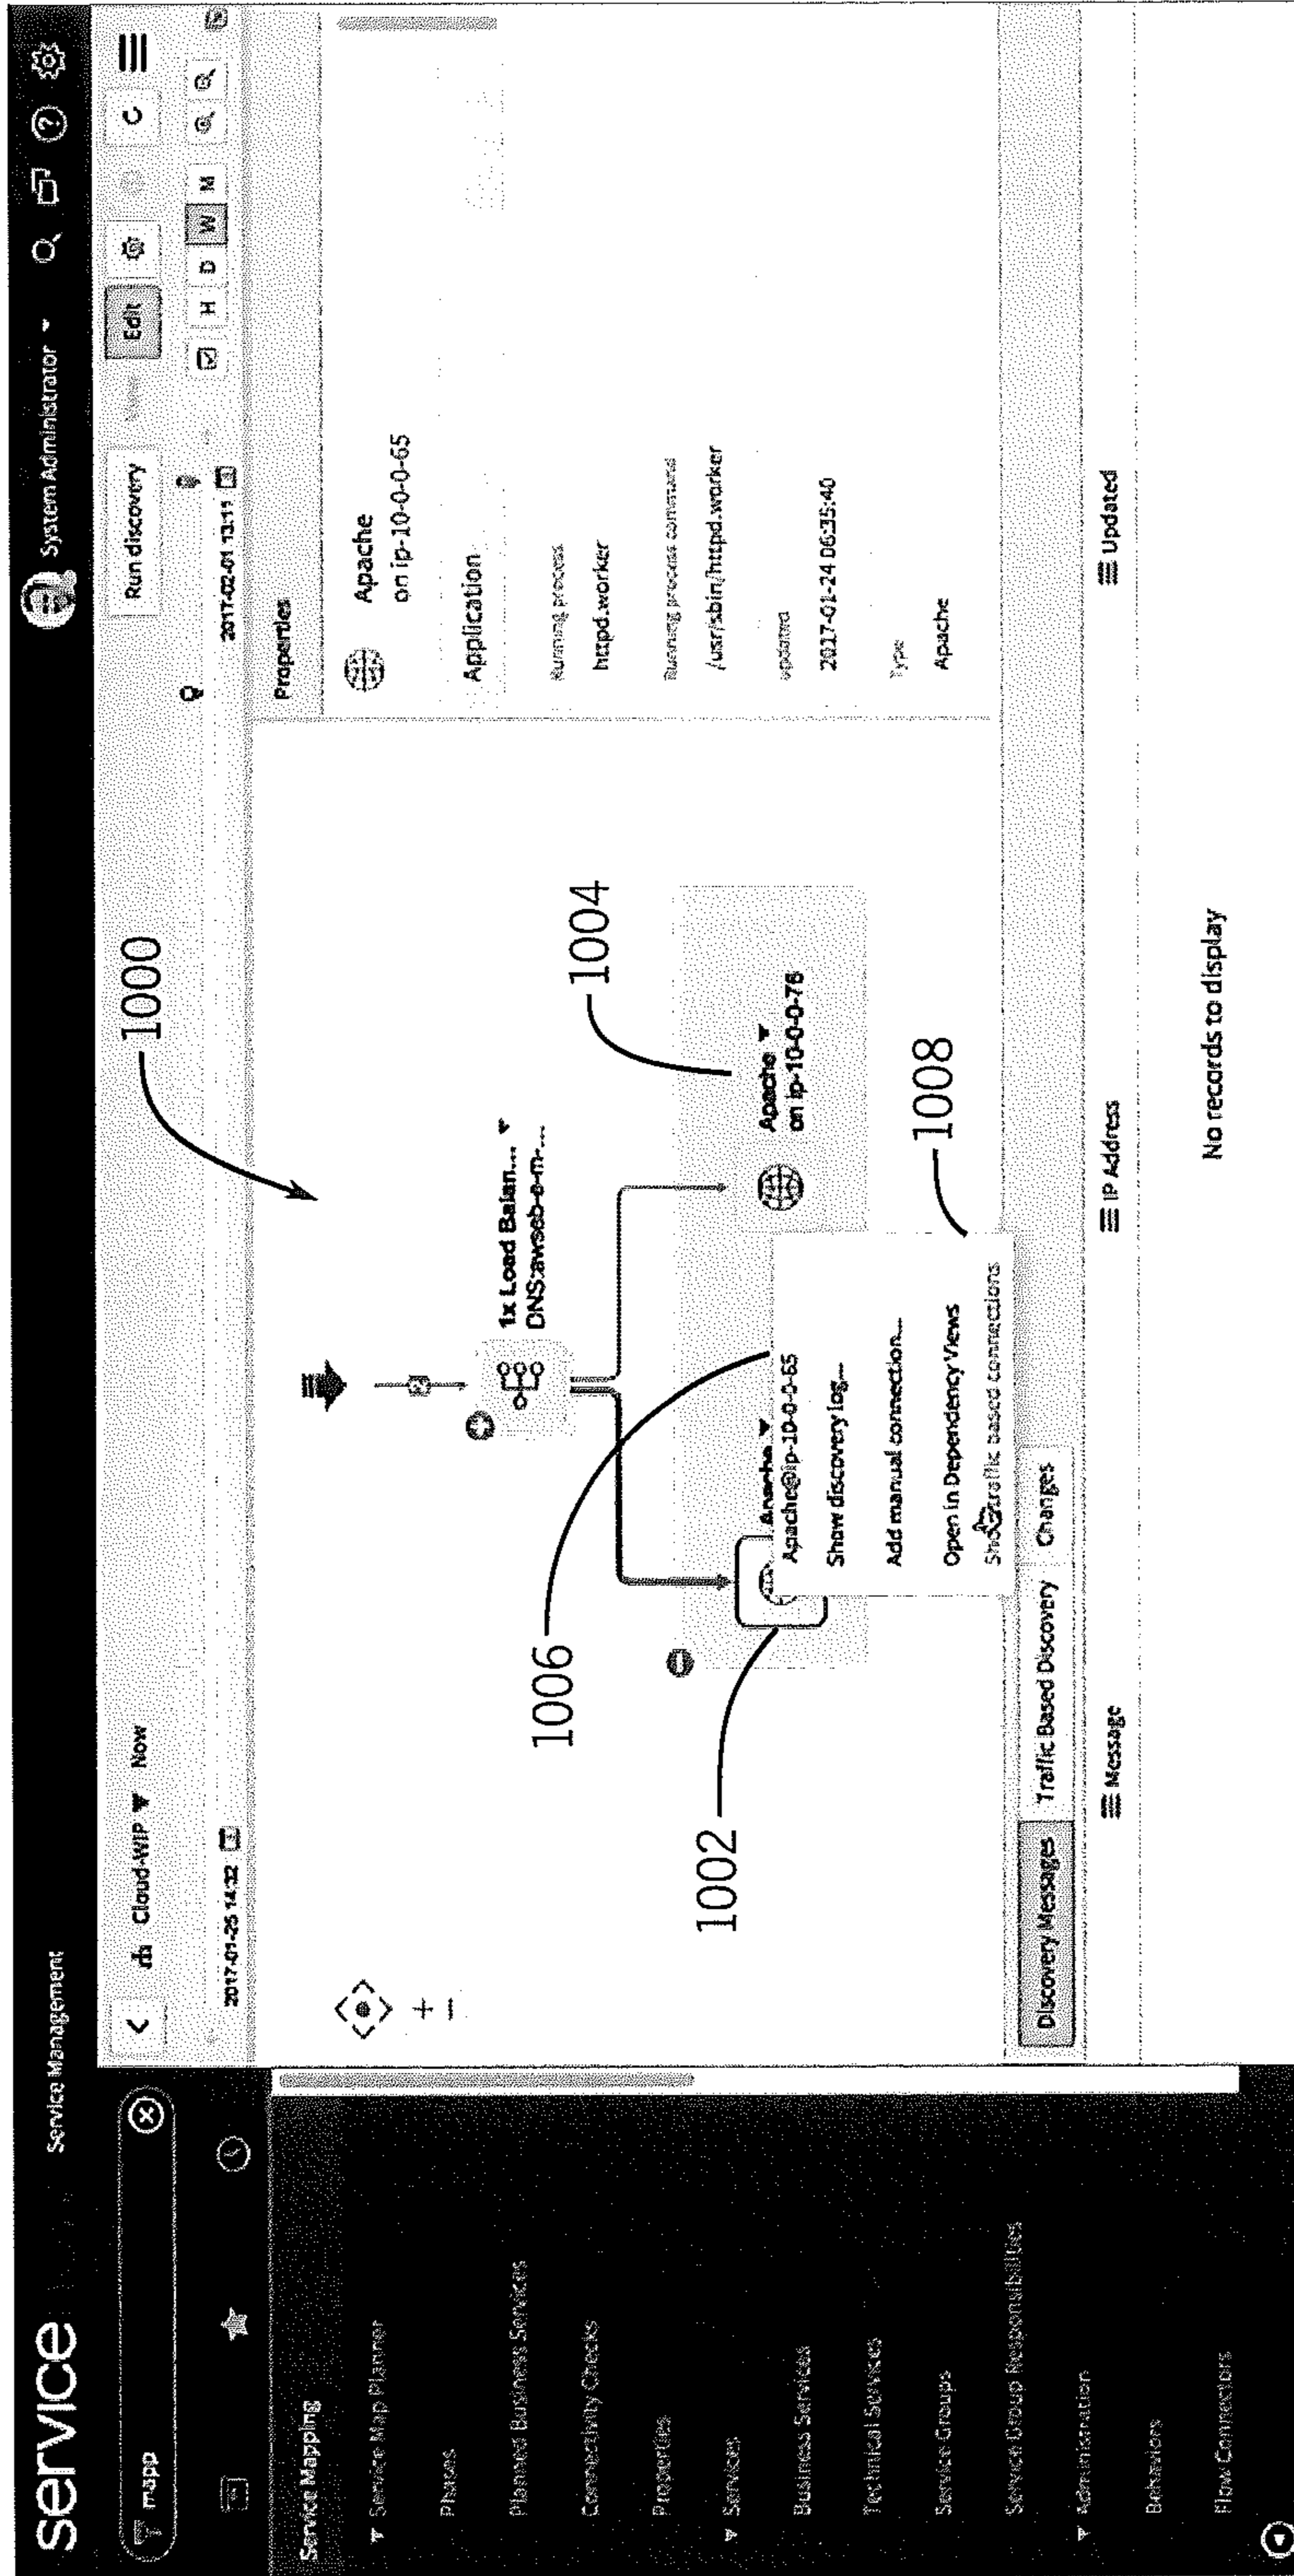 service
Service Management
System Administrator
mapp
Cloud-WIP
Now
Run discovery
Edit
2017-01-25 14:32
2017-02-01 13:11
H
D
W
M
Service Mapping
Service Map Planner
Phases
Planned Business Services
Connectivity Checks
Properties
Services
Business Services
Technical Services
Service Groups
Service Group Responsibilities
Administration
Behaviors
Flow Connectors
1000
1x Load Balan...
DNS:awseb-e-m-...
1004
1006
1002
1008
Apache
Apache
on ip-10-0-0-76
Apache@ip-10-0-0-65
Show discovery log...
Add manual connection...
Open in Dependency Views
traffic based connections
Properties
Apache
on ip-10-0-0-65
Application
Running process
httpd.worker
Running process command
/usr/sbin/httpd.worker
updated
2017-01-24 06:35:40
Type
Apache
Discovery Messages
Traffic Based Discovery
Changes
Message
IP Address
Updated
No records to display